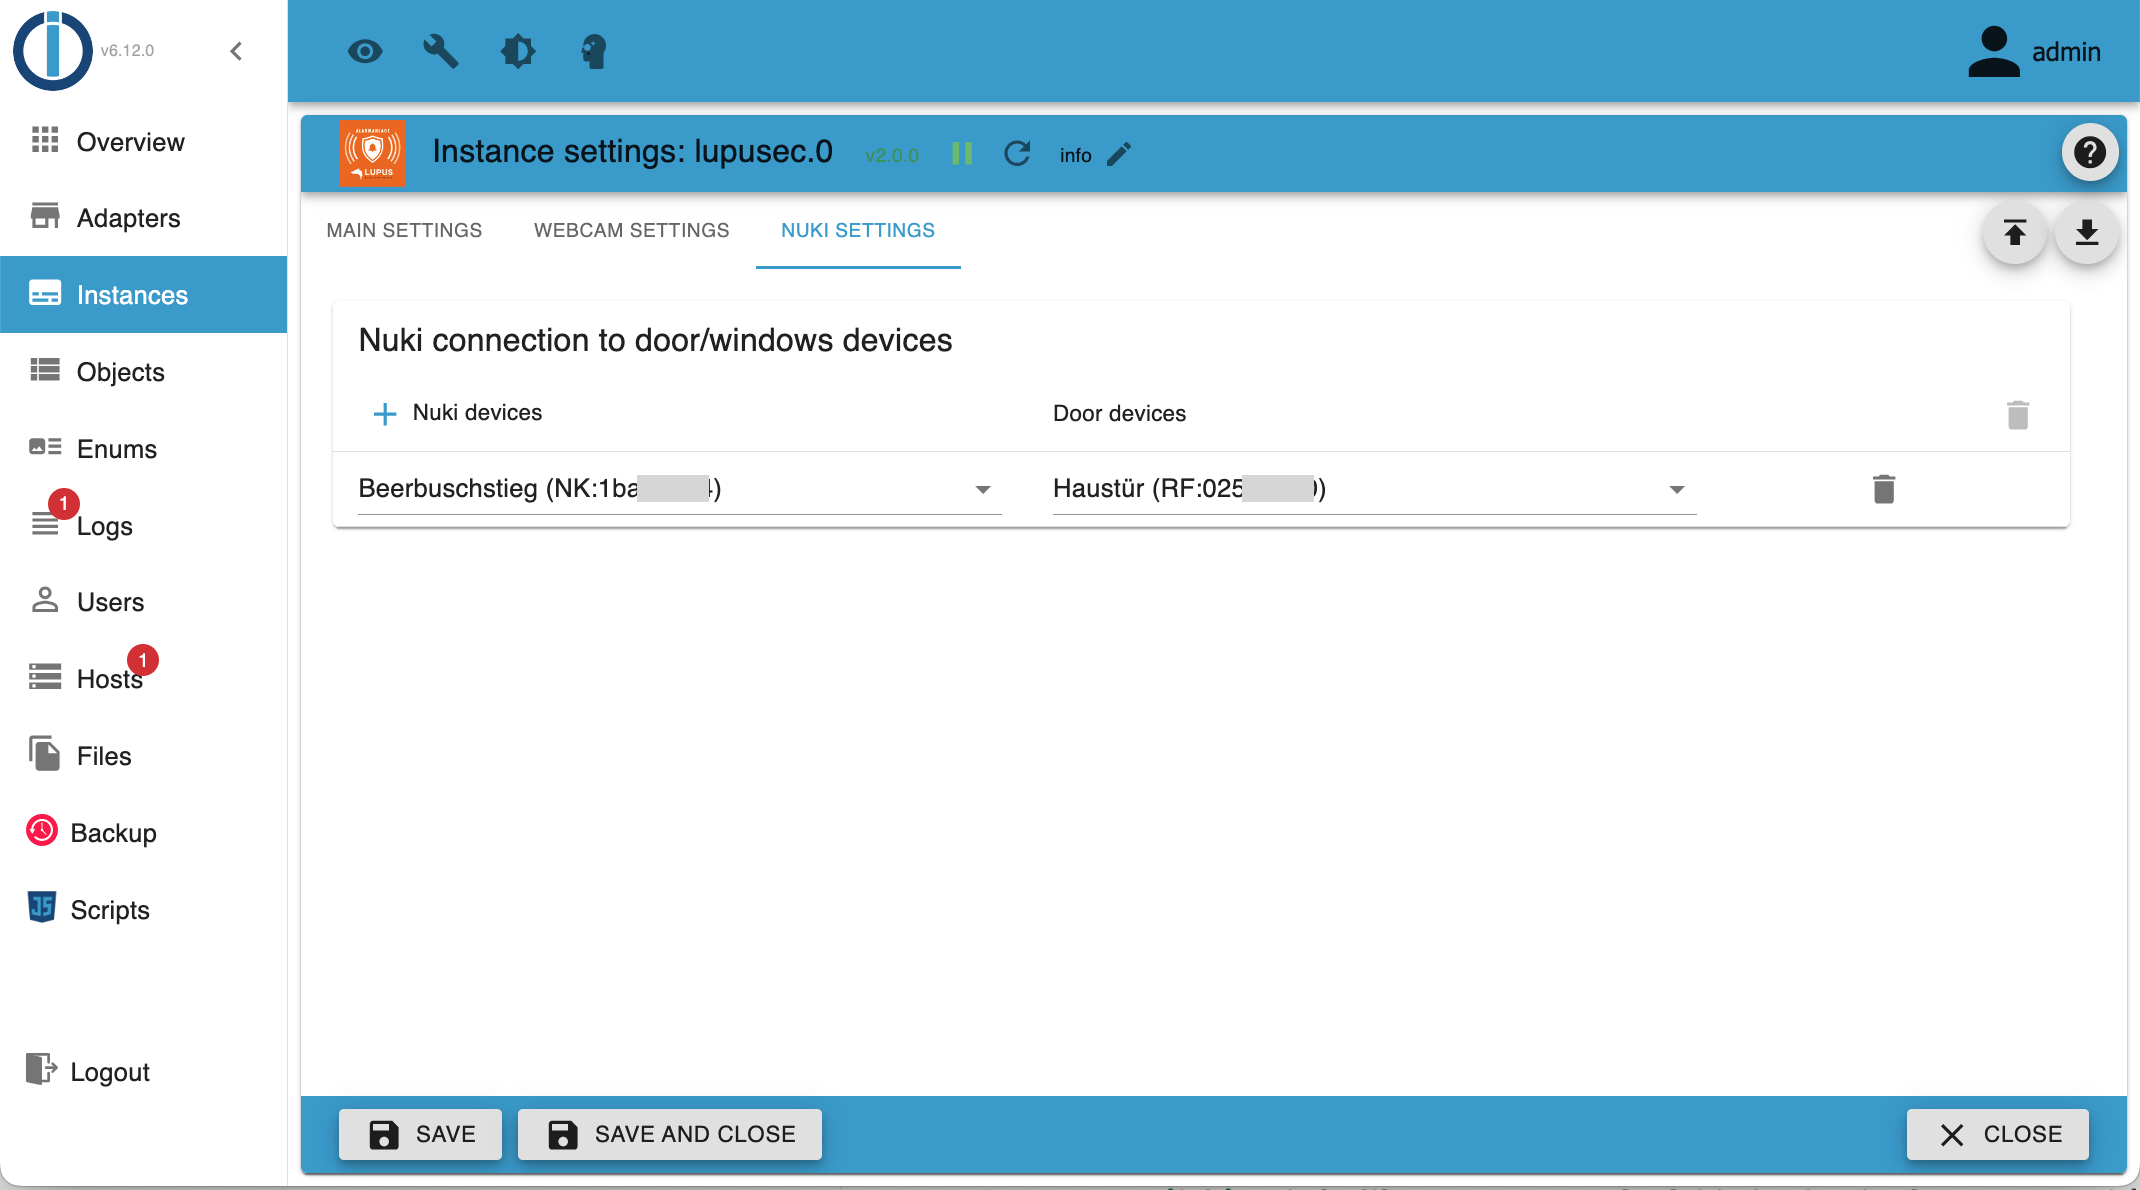 v6.12.0
admin
Overview
Adapters
Instances
Objects
Enums
1
Logs
Users
1
Hosts
Files
Backup
Scripts
Logout
LUPUS
Instance settings: lupusec.0
v2.0.0
info
MAIN SETTINGS
WEBCAM SETTINGS
NUKI SETTINGS
Nuki connection to door/windows devices
Nuki devices
Door devices
Beerbuschstieg (NK:1ba )
Haustür (RF:025 )
SAVE
SAVE AND CLOSE
CLOSE